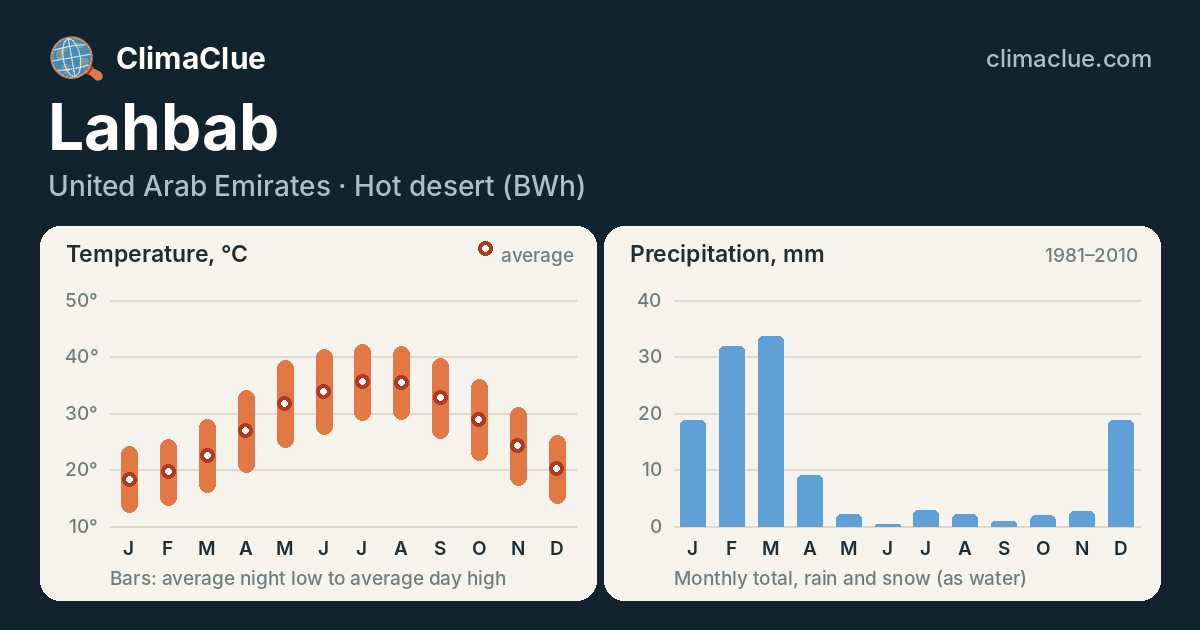 ClimaClue
climaclue.com
Lahbab
United Arab Emirates · Hot desert (BWh)
Temperature, °C
average
50°
40°
30°
20°
10°
J F M A M J J A S O N D
Bars: average night low to average day high
Precipitation, mm
1981–2010
40
30
20
10
0
J F M A M J J A S O N D
Monthly total, rain and snow (as water)